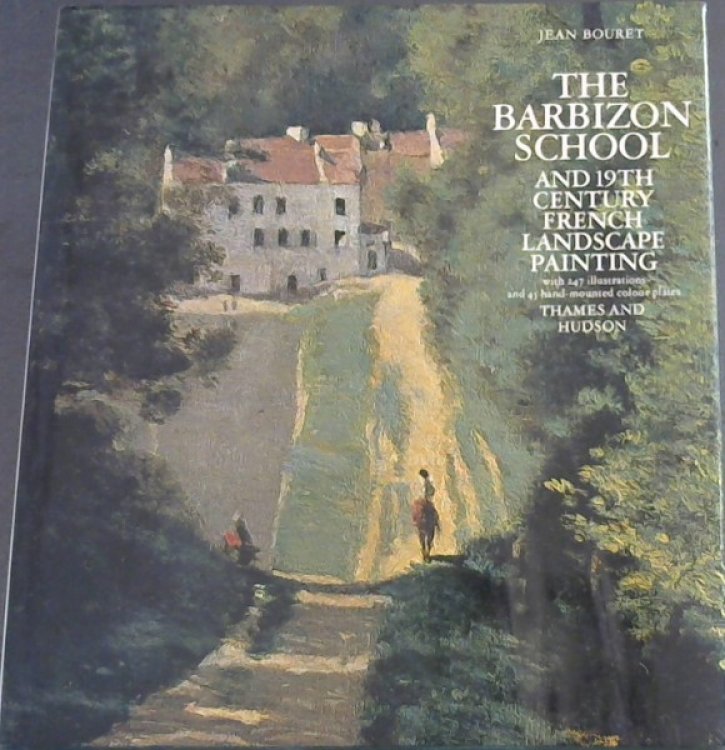 JEAN BOURET
THE
BARBIZON
SCHOOL
AND 19TH
CENTURY
FRENCH
LANDSCAPE
PAINTING
with 247 illustrations
and 45 hand-mounted colour plates
THAMES AND
HUDSON